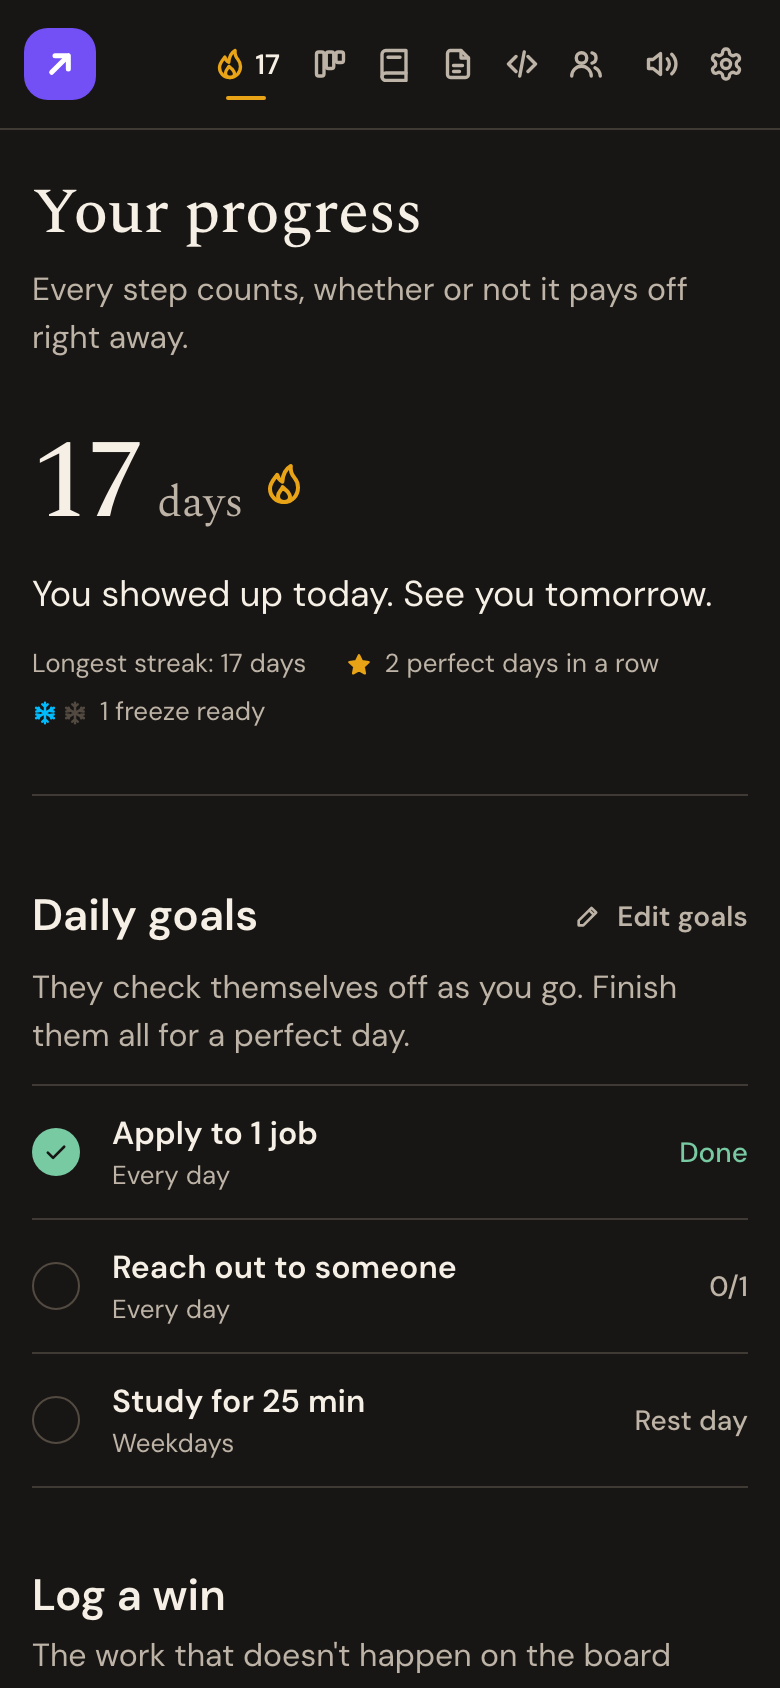 17
Your progress
Every step counts, whether or not it pays off
right away.
17 days
You showed up today. See you tomorrow.
Longest streak: 17 days
2 perfect days in a row
1 freeze ready
Daily goals
Edit goals
They check themselves off as you go. Finish
them all for a perfect day.
Apply to 1 job
Every day
Done
Reach out to someone
Every day
0/1
Study for 25 min
Weekdays
Rest day
Log a win
The work that doesn't happen on the board